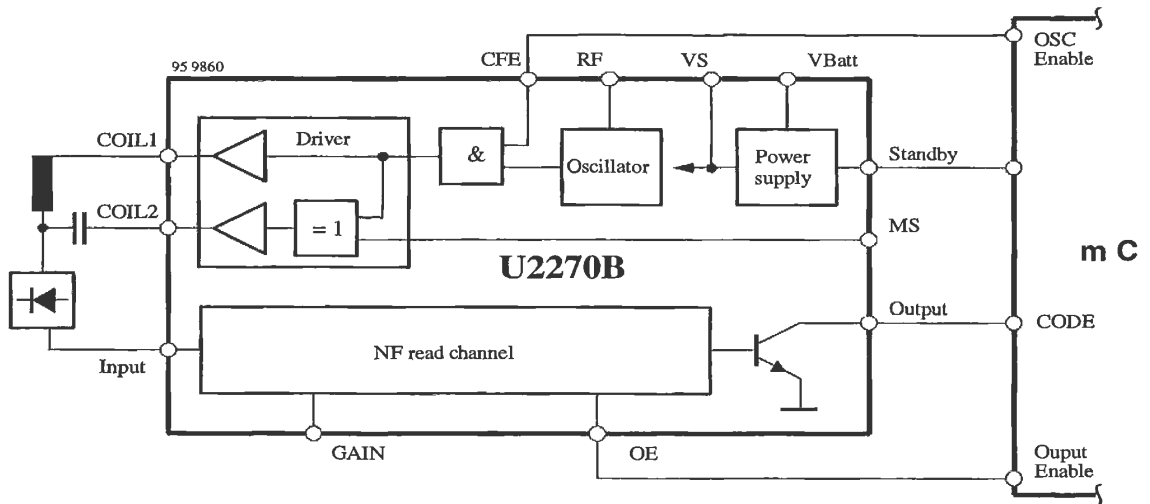 CFE
RF
VS
VBatt
OSC
Enable
95 9860
COIL1
Driver
&
Oscillator
Power
supply
Standby
COIL2
= 1
MS
U2270B
m C
Output
CODE
NF read channel
Input
GAIN
OE
Ouput
Enable